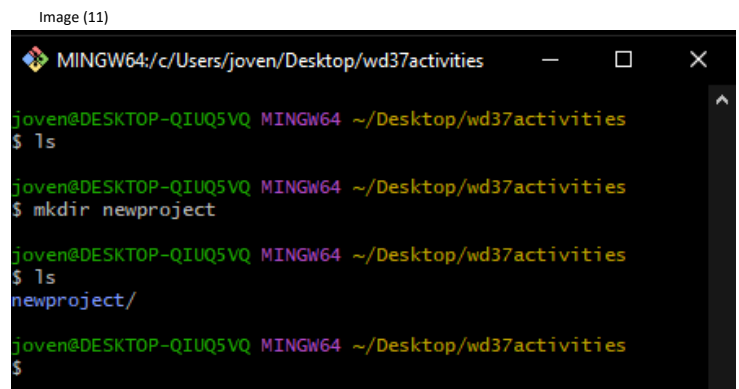 Image (11)
MINGW64:/c/Users/joven/Desktop/wd37activities
joven@DESKTOP-QIUQ5VQ MINGW64 ~/Desktop/wd37activities
$ ls
joven@DESKTOP-QIUQ5VQ MINGW64 ~/Desktop/wd37activities
$ mkdir newproject
joven@DESKTOP-QIUQ5VQ MINGW64 ~/Desktop/wd37activities
$ ls
newproject/
joven@DESKTOP-QIUQ5VQ MINGW64 ~/Desktop/wd37activities
$